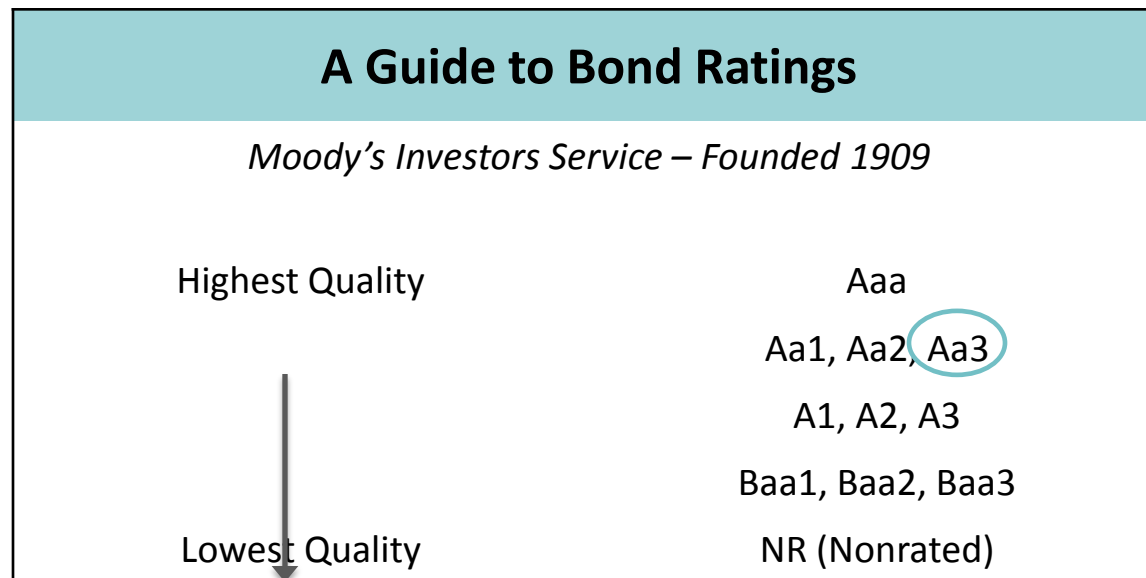 A Guide to Bond Ratings
Moody’s Investors Service – Founded 1909
Highest Quality Aaa
Aa1, Aa2, Aa3
A1, A2, A3
Baa1, Baa2, Baa3
Lowest Quality NR (Nonrated)